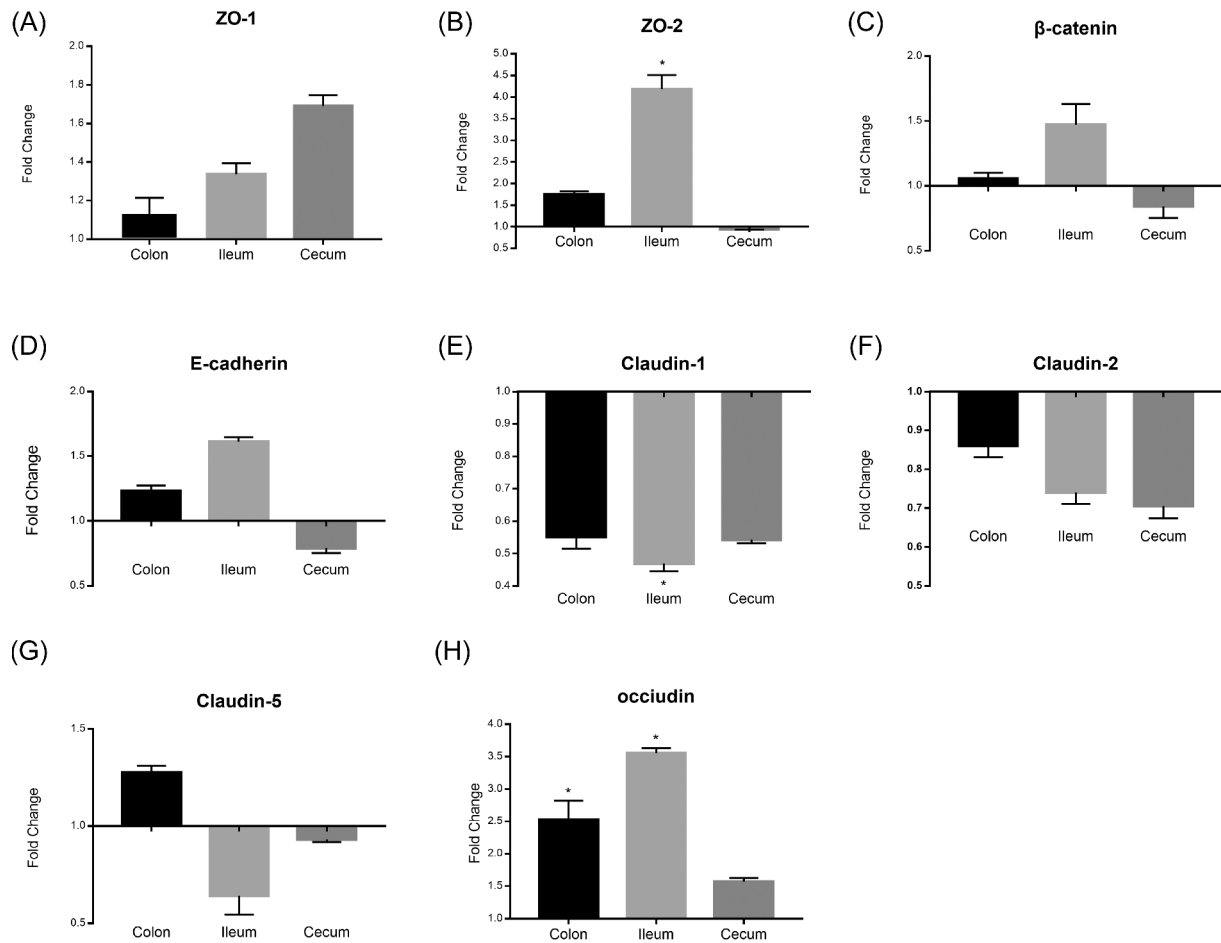 (A)
ZO-1
Fold Change
2.0
1.8
1.6
1.4
1.2
1.0
Colon Ileum Cecum
(B)
ZO-2
Fold Change
5.0
4.5
4.0
3.5
3.0
2.5
2.0
1.5
1.0
0.5
*
Colon Ileum Cecum
(C)
β-catenin
Fold Change
2.0
1.5
1.0
0.5
Colon Ileum Cecum
(D)
E-cadherin
Fold Change
2.0
1.5
1.0
0.5
Colon Ileum Cecum
(E)
Claudin-1
Fold Change
1.0
0.9
0.8
0.7
0.6
0.5
0.4
*
Colon Ileum Cecum
(F)
Claudin-2
Fold Change
1.0
0.9
0.8
0.7
0.6
0.5
Colon Ileum Cecum
(G)
Claudin-5
Fold Change
1.5
1.0
0.5
Colon Ileum Cecum
(H)
occiudin
Fold Change
4.0
3.5
3.0
2.5
2.0
1.5
1.0
*
*
Colon Ileum Cecum